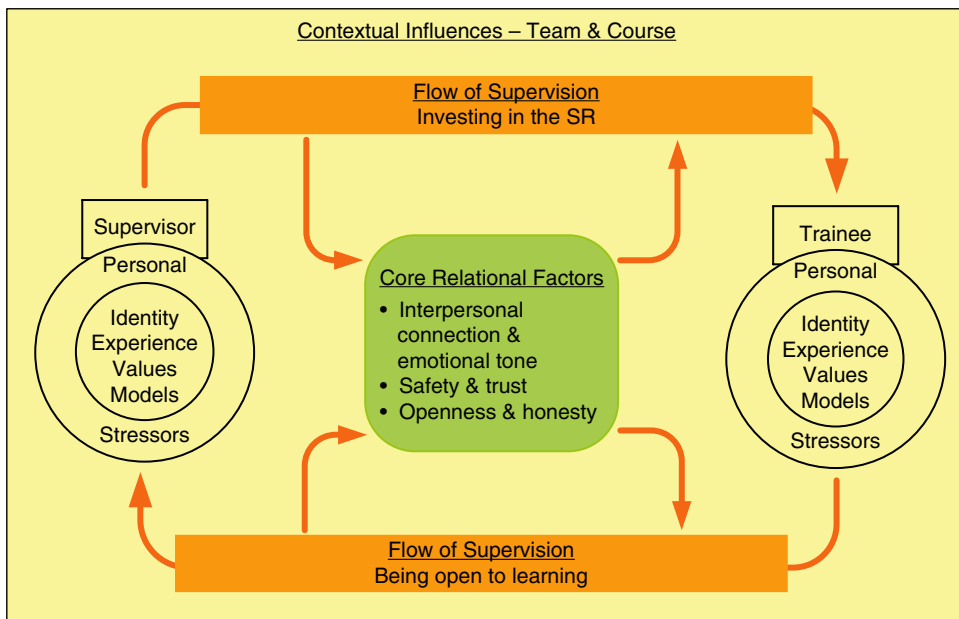 Contextual Influences – Team & Course
Flow of Supervision
Investing in the SR
Supervisor
Personal
Identity
Experience
Values
Models
Stressors
Core Relational Factors
• Interpersonal
connection &
emotional tone
• Safety & trust
• Openness & honesty
Trainee
Personal
Identity
Experience
Values
Models
Stressors
Flow of Supervision
Being open to learning